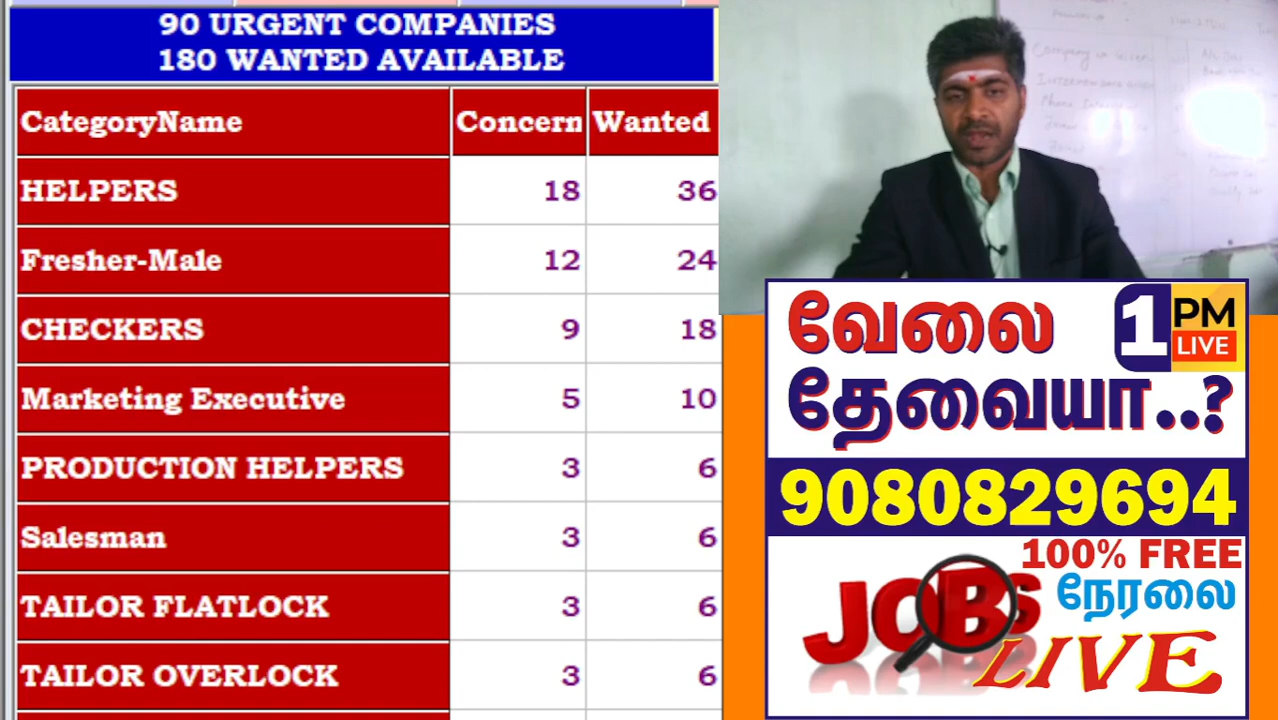 90 URGENT COMPANIES
180 WANTED AVAILABLE
CategoryName Concern Wanted
HELPERS 18 36
Fresher-Male 12 24
CHECKERS 9 18
Marketing Executive 5 10
PRODUCTION HELPERS 3 6
Salesman 3 6
TAILOR FLATLOCK 3 6
TAILOR OVERLOCK 3 6
Company
வேலை
1 PM
LIVE
தேவையா..?
9080829694
100% FREE
JOBS
நேரலை
LIVE